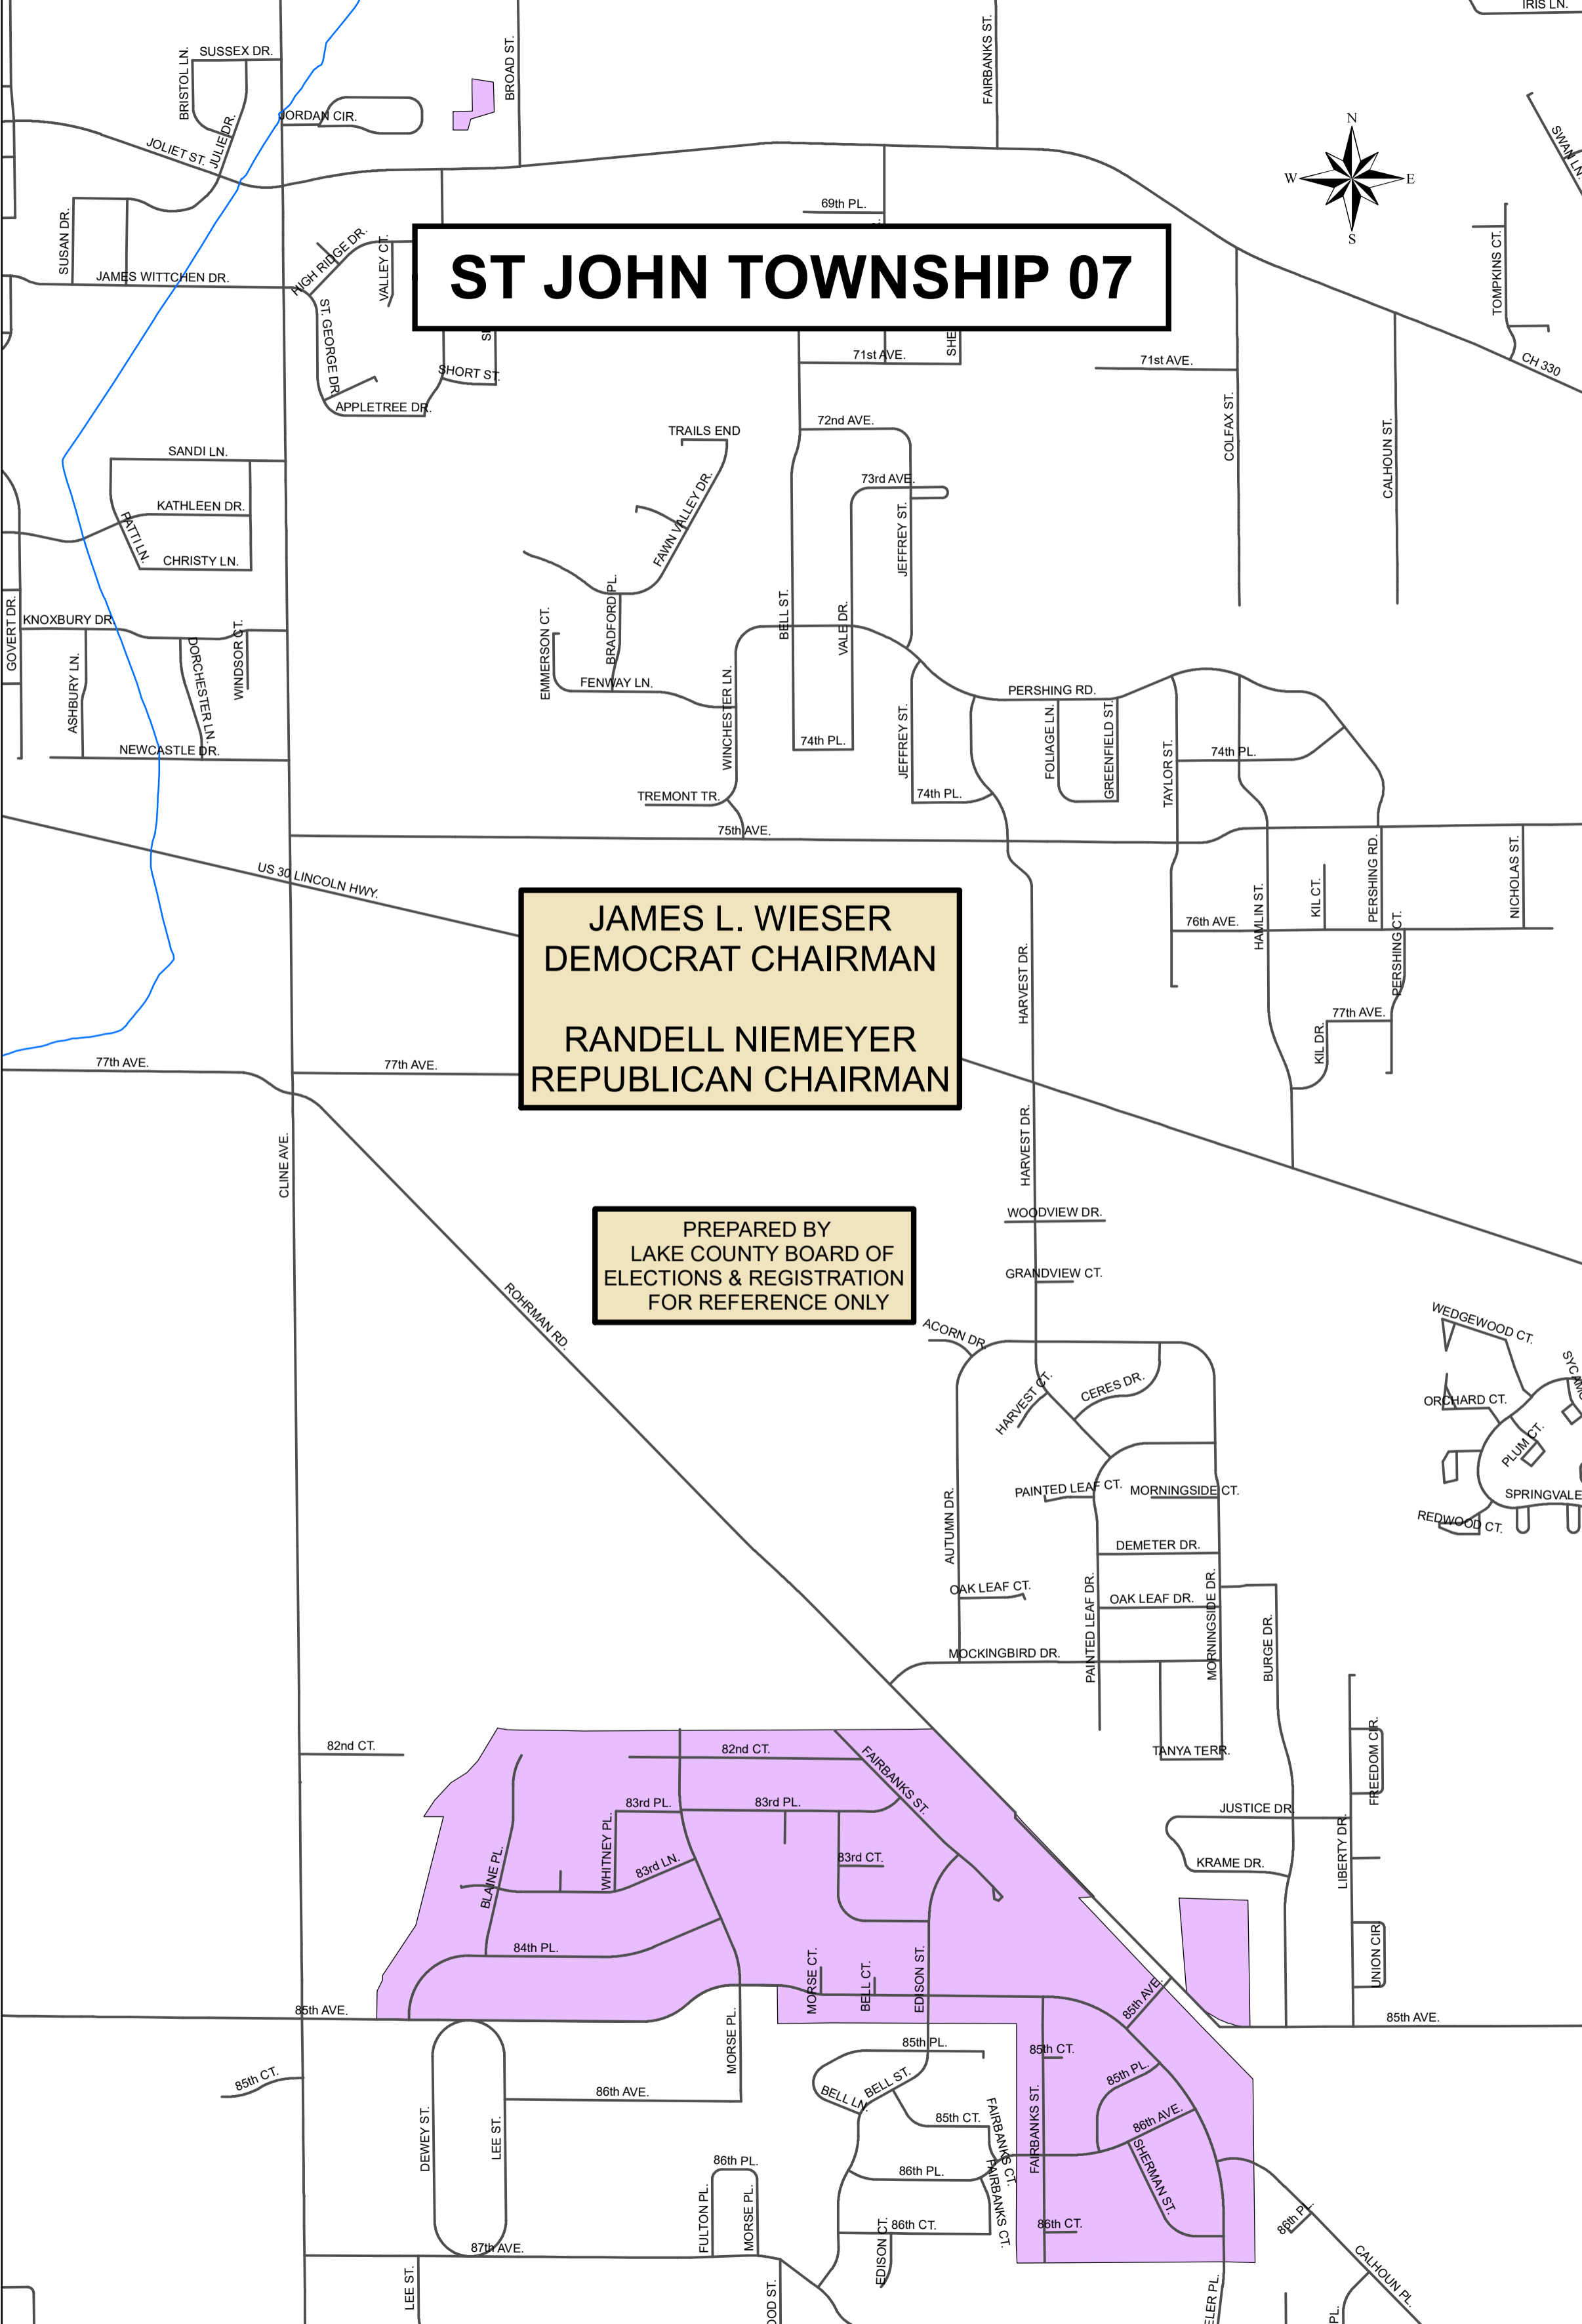 IRIS LN.
SUSSEX DR.
BRISTOL LN.
BROAD ST.
FAIRBANKS ST.
JORDAN CIR.
JULIE DR.
JOLIET ST.
SWAN LN.
N
W
E
S
69th PL.
SUSAN DR.
HIGH RIDGE DR.
VALLEY CT.
TOMPKINS CT.
JAMES WITTCHEN DR.
ST JOHN TOWNSHIP 07
ST. GEORGE DR.
SHORT ST.
71st AVE.
71st AVE.
CH 330
APPLETREE DR.
COLFAX ST.
CALHOUN ST.
TRAILS END
72nd AVE.
SANDI LN.
73rd AVE.
KATHLEEN DR.
PATTI LN.
FAWN VALLEY DR.
JEFFREY ST.
CHRISTY LN.
GOVERT DR.
KNOXBURY DR.
ASHBURY LN.
DORCHESTER LN.
WINDSOR CT.
EMMERSON CT.
BRADFORD PL.
BELL ST.
VALE DR.
FENWAY LN.
WINCHESTER LN.
JEFFREY ST.
PERSHING RD.
FOLIAGE LN.
GREENFIELD ST.
TAYLOR ST.
74th PL.
74th PL.
NEWCASTLE DR.
TREMONT TR.
74th PL.
75th AVE.
US 30 LINCOLN HWY.
HAMLIN ST.
KIL CT.
PERSHING RD.
NICHOLAS ST.
JAMES L. WIESER
DEMOCRAT CHAIRMAN
RANDELL NIEMEYER
REPUBLICAN CHAIRMAN
76th AVE.
PERSHING CT.
HARVEST DR.
77th AVE.
KIL DR.
77th AVE.
77th AVE.
CLINE AVE.
HARVEST DR.
WOODVIEW DR.
PREPARED BY
LAKE COUNTY BOARD OF
ELECTIONS & REGISTRATION
FOR REFERENCE ONLY
GRANDVIEW CT.
ROHRMAN RD.
ACORN DR.
WEDGEWOOD CT.
HARVEST CT.
CERES DR.
ORCHARD CT.
PLUM CT.
PAINTED LEAF CT.
MORNINGSIDE CT.
SPRINGVALE
REDWOOD CT.
AUTUMN DR.
DEMETER DR.
OAK LEAF CT.
PAINTED LEAF DR.
OAK LEAF DR.
MORNINGSIDE DR.
BURGE DR.
MOCKINGBIRD DR.
82nd CT.
82nd CT.
FAIRBANKS ST.
TANYA TERR.
FREEDOM CIR.
83rd PL.
83rd PL.
JUSTICE DR.
LIBERTY DR.
WHITNEY PL.
83rd LN.
83rd CT.
KRAME DR.
BLAINE PL.
84th PL.
MORSE CT.
BELL CT.
EDISON ST.
UNION CIR.
85th AVE.
85th AVE.
85th AVE.
MORSE PL.
85th PL.
85th CT.
85th CT.
86th AVE.
BELL LN.
BELL ST.
85th PL.
DEWEY ST.
LEE ST.
85th CT.
FAIRBANKS CT.
FAIRBANKS ST.
86th AVE.
SHERMAN ST.
86th PL.
86th PL.
FULTON PL.
MORSE PL.
FAIRBANKS CT.
86th CT.
86th CT.
86th PL.
EDISON CT.
87th AVE.
CALHOUN PL.
LEE ST.